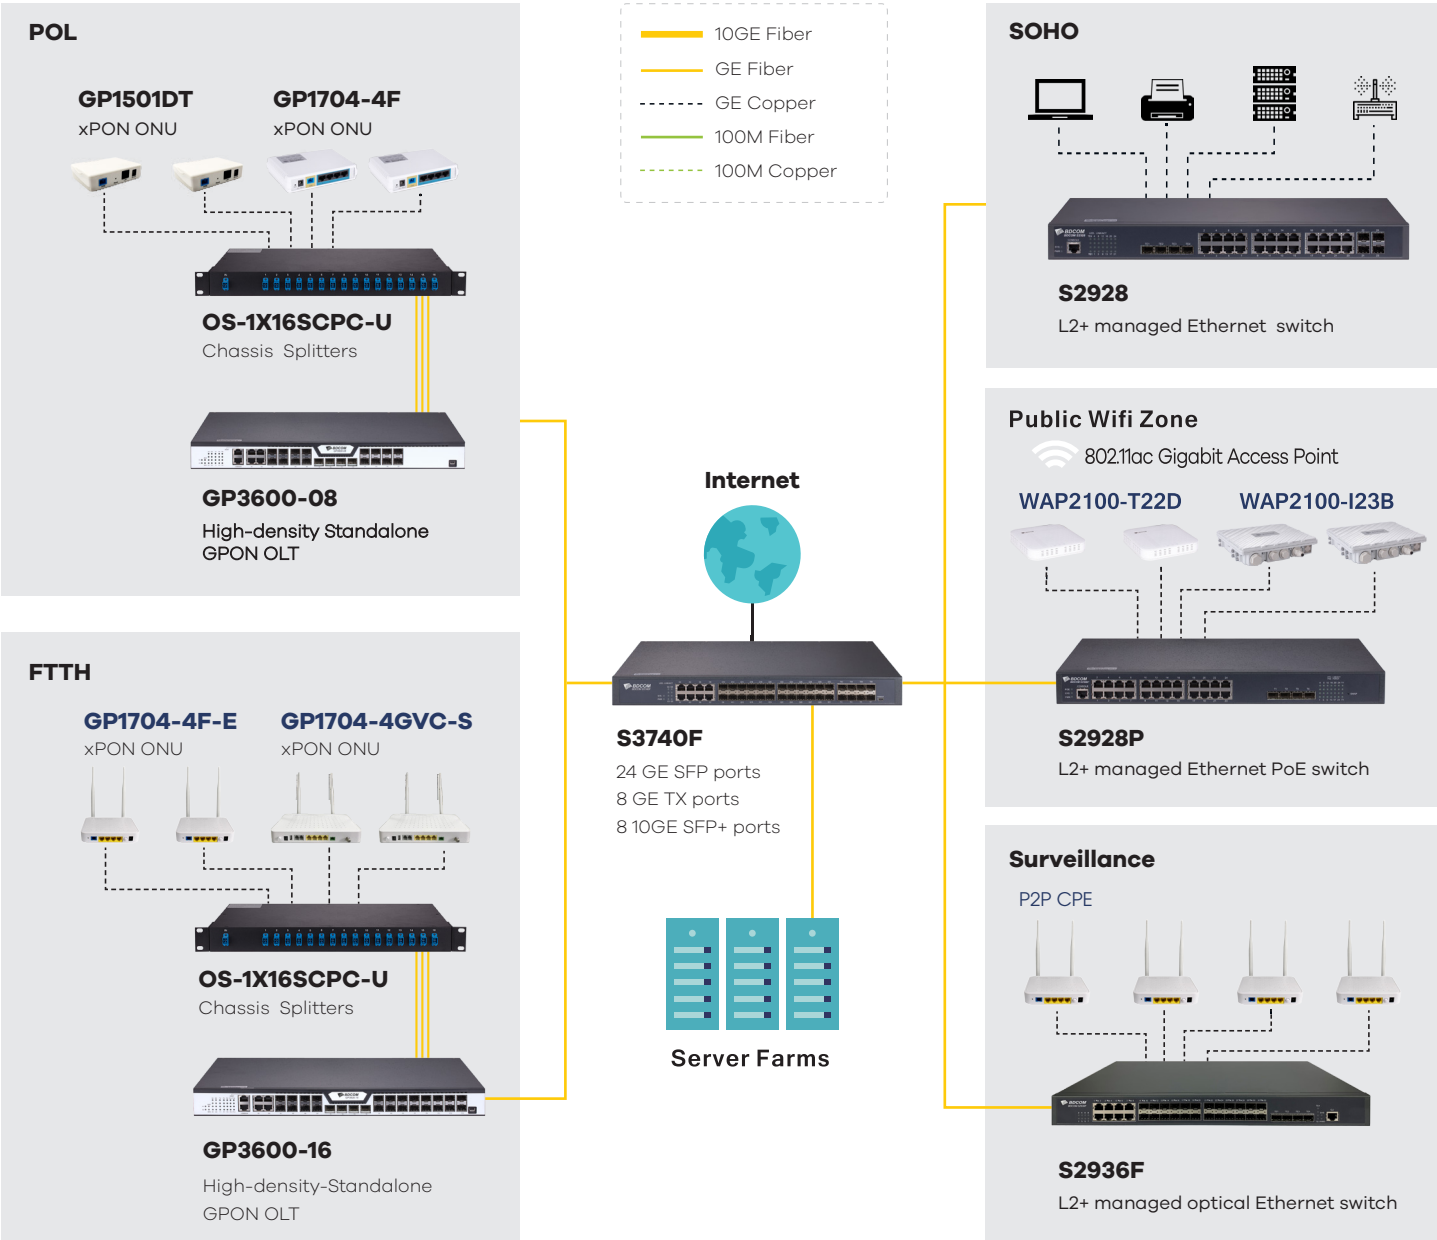 POL
GP1501DT
xPON ONU
GP1704-4F
xPON ONU
OS-1X16SCPC-U
Chassis Splitters
GP3600-08
High-density Standalone
GPON OLT
FTTH
GP1704-4F-E
xPON ONU
GP1704-4GVC-S
xPON ONU
OS-1X16SCPC-U
Chassis Splitters
GP3600-16
High-density-Standalone
GPON OLT
10GE Fiber
GE Fiber
GE Copper
100M Fiber
100M Copper
Internet
BDCOM
S3740F
24 GE SFP ports
8 GE TX ports
8 10GE SFP+ ports
Server Farms
SOHO
BDCOM
S2928
L2+ managed Ethernet switch
Public Wifi Zone
802.11ac Gigabit Access Point
WAP2100-T22D
WAP2100-I23B
BDCOM
S2928P
L2+ managed Ethernet PoE switch
Surveillance
P2P CPE
BDCOM
S2936F
L2+ managed optical Ethernet switch